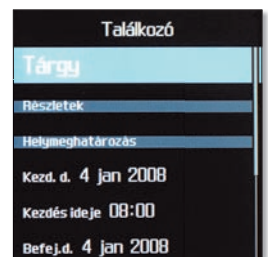 Találkozó
Tárgy
Részletek
Helymeghatározás
Kezd. d. 4 jan 2008
Kezdés ideje 08:00
Befej.d. 4 jan 2008